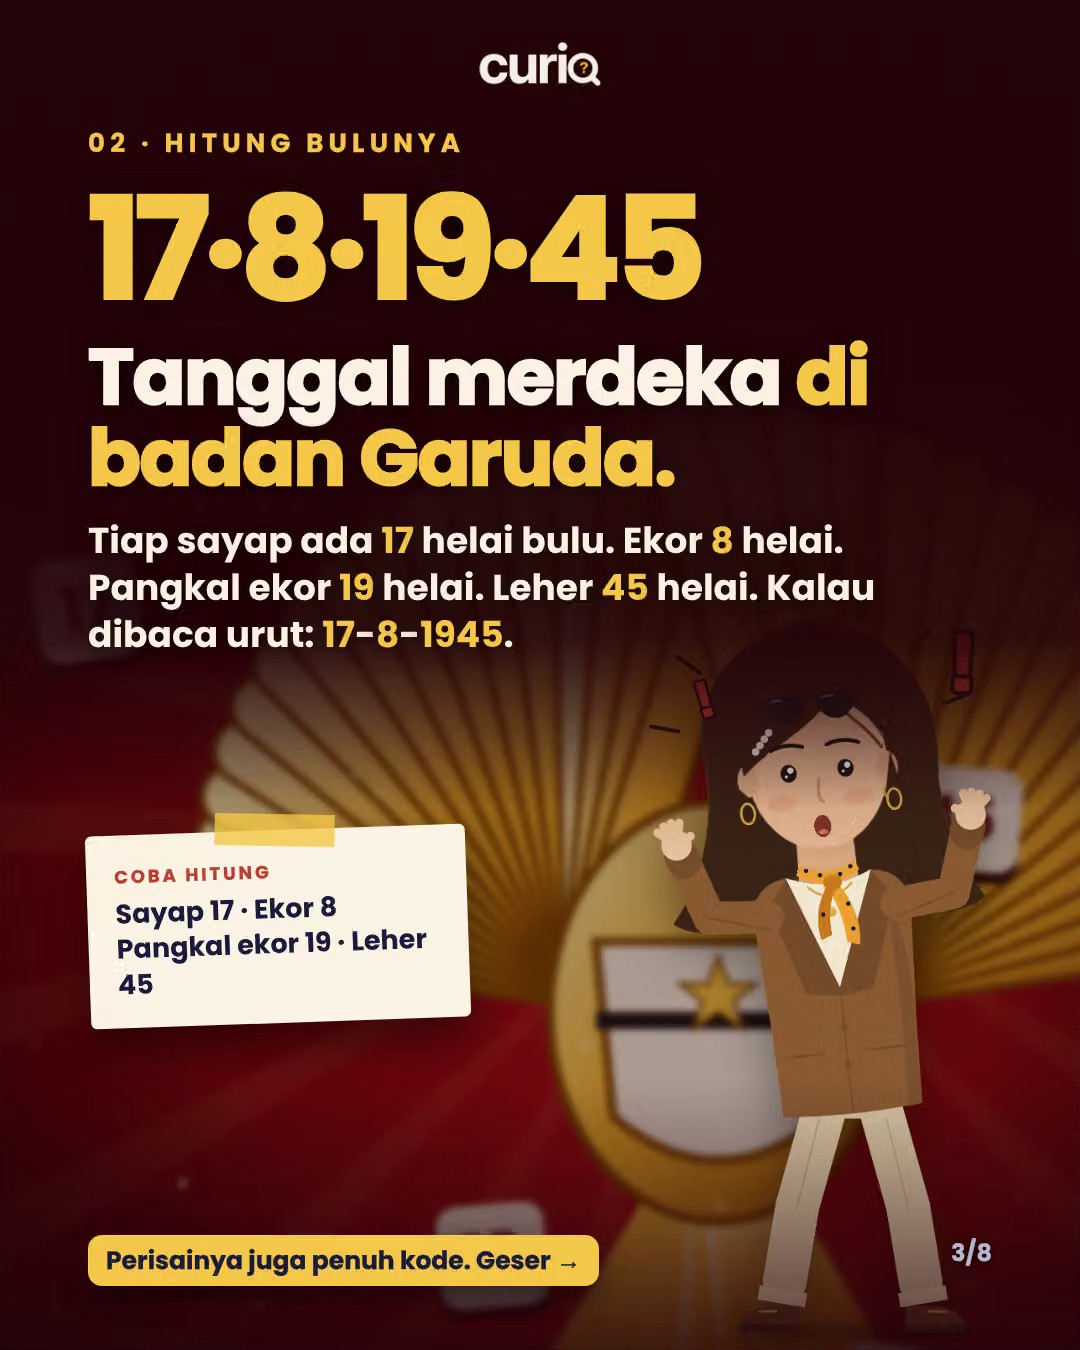 curiQ
02 · HITUNG BULUNYA
17·8·19·45
Tanggal merdeka di
badan Garuda.
Tiap sayap ada 17 helai bulu. Ekor 8 helai.
Pangkal ekor 19 helai. Leher 45 helai. Kalau
dibaca urut: 17-8-1945.
COBA HITUNG
Sayap 17 · Ekor 8
Pangkal ekor 19 · Leher
45
Perisainya juga penuh kode. Geser →
3/8